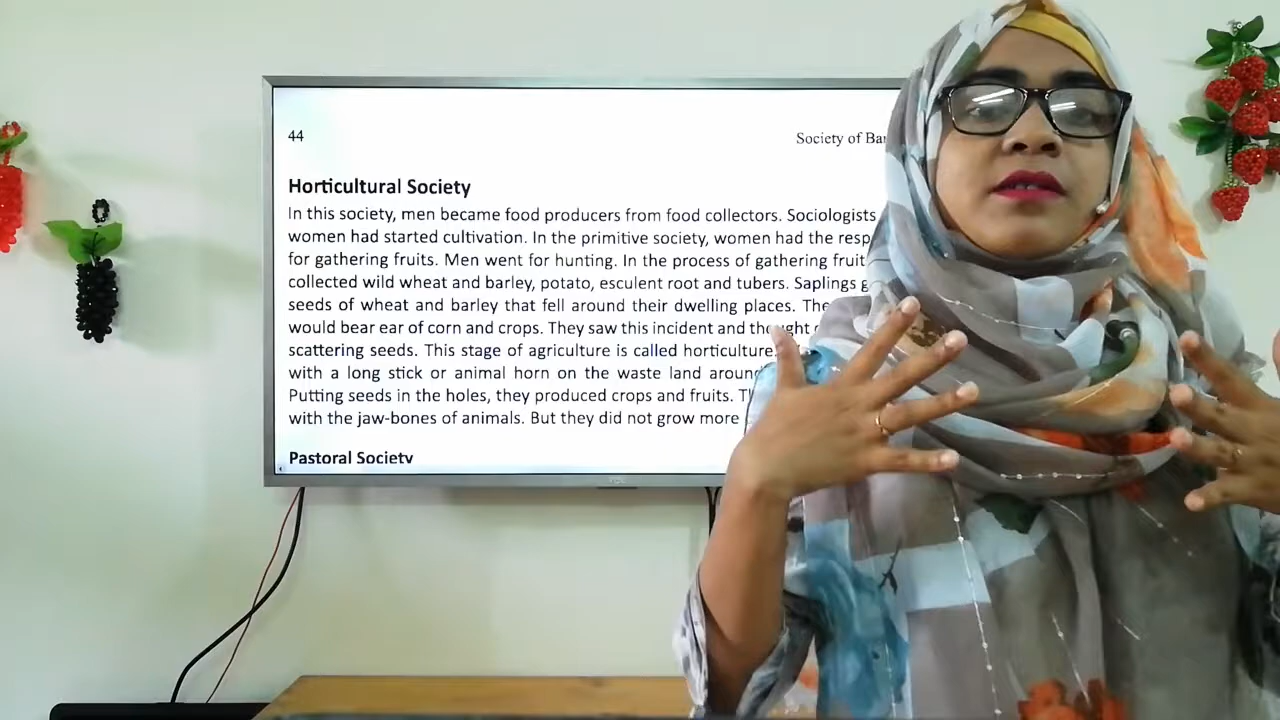 44
Society of
Horticultural Society
In this society, men became food producers from food collectors. Sociologists
women had started cultivation. In the primitive society, women had the
for gathering fruits. Men went for hunting. In the process of gathering
collected wild wheat and barley, potato, esculent root and tubers. Saplings
seeds of wheat and barley that fell around their dwelling places.
would bear ear of corn and crops. They saw this incident and thought
scattering seeds. This stage of agriculture is called horticulture.
with a long stick or animal horn on the waste land around
Putting seeds in the holes, they produced crops and fruits.
with the jaw-bones of animals. But they did not grow more
Pastoral Society
TCL